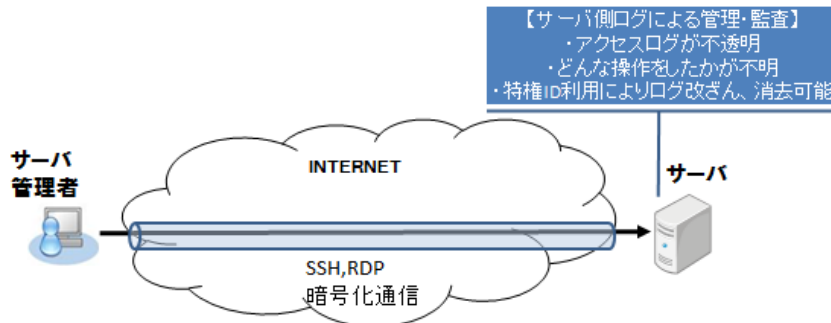 【サーバ側ログによる管理・監査】
・アクセスログが不透明
・どんな操作をしたかが不明
・特権ID利用によりログ改ざん、消去可能
サーバ
管理者
INTERNET
サーバ
SSH,RDP
暗号化通信